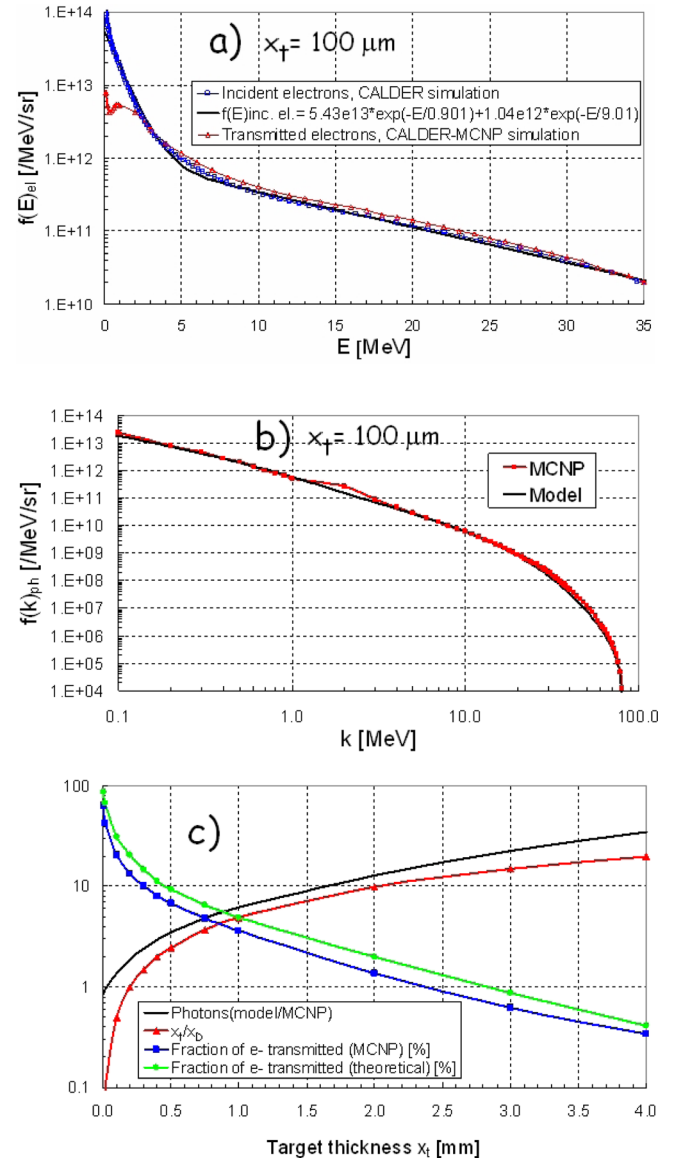 a) xₜ= 100 μm
1.E+14
1.E+13
1.E+12
1.E+11
1.E+10
f(E)ₑₗ [/MeV/sr]
Incident electrons, CALDER simulation
f(E)inc. el.= 5.43e13*exp(-E/0.901)+1.04e12*exp(-E/9.01)
Transmitted electrons, CALDER-MCNP simulation
0 5 10 15 20 25 30 35
E [MeV]
b) xₜ= 100 μm
1.E+14
1.E+13
1.E+12
1.E+11
1.E+10
1.E+09
1.E+08
1.E+07
1.E+06
1.E+05
1.E+04
f(k)ₚₕ [/MeV/sr]
MCNP
Model
0.1 1.0 10.0 100.0
k [MeV]
c)
100
10
1
0.1
Photons(model/MCNP)
xₜ/x_b
Fraction of e- transmitted (MCNP) [%]
Fraction of e- transmitted (theoretical) [%]
0.0 0.5 1.0 1.5 2.0 2.5 3.0 3.5 4.0
Target thickness xₜ [mm]